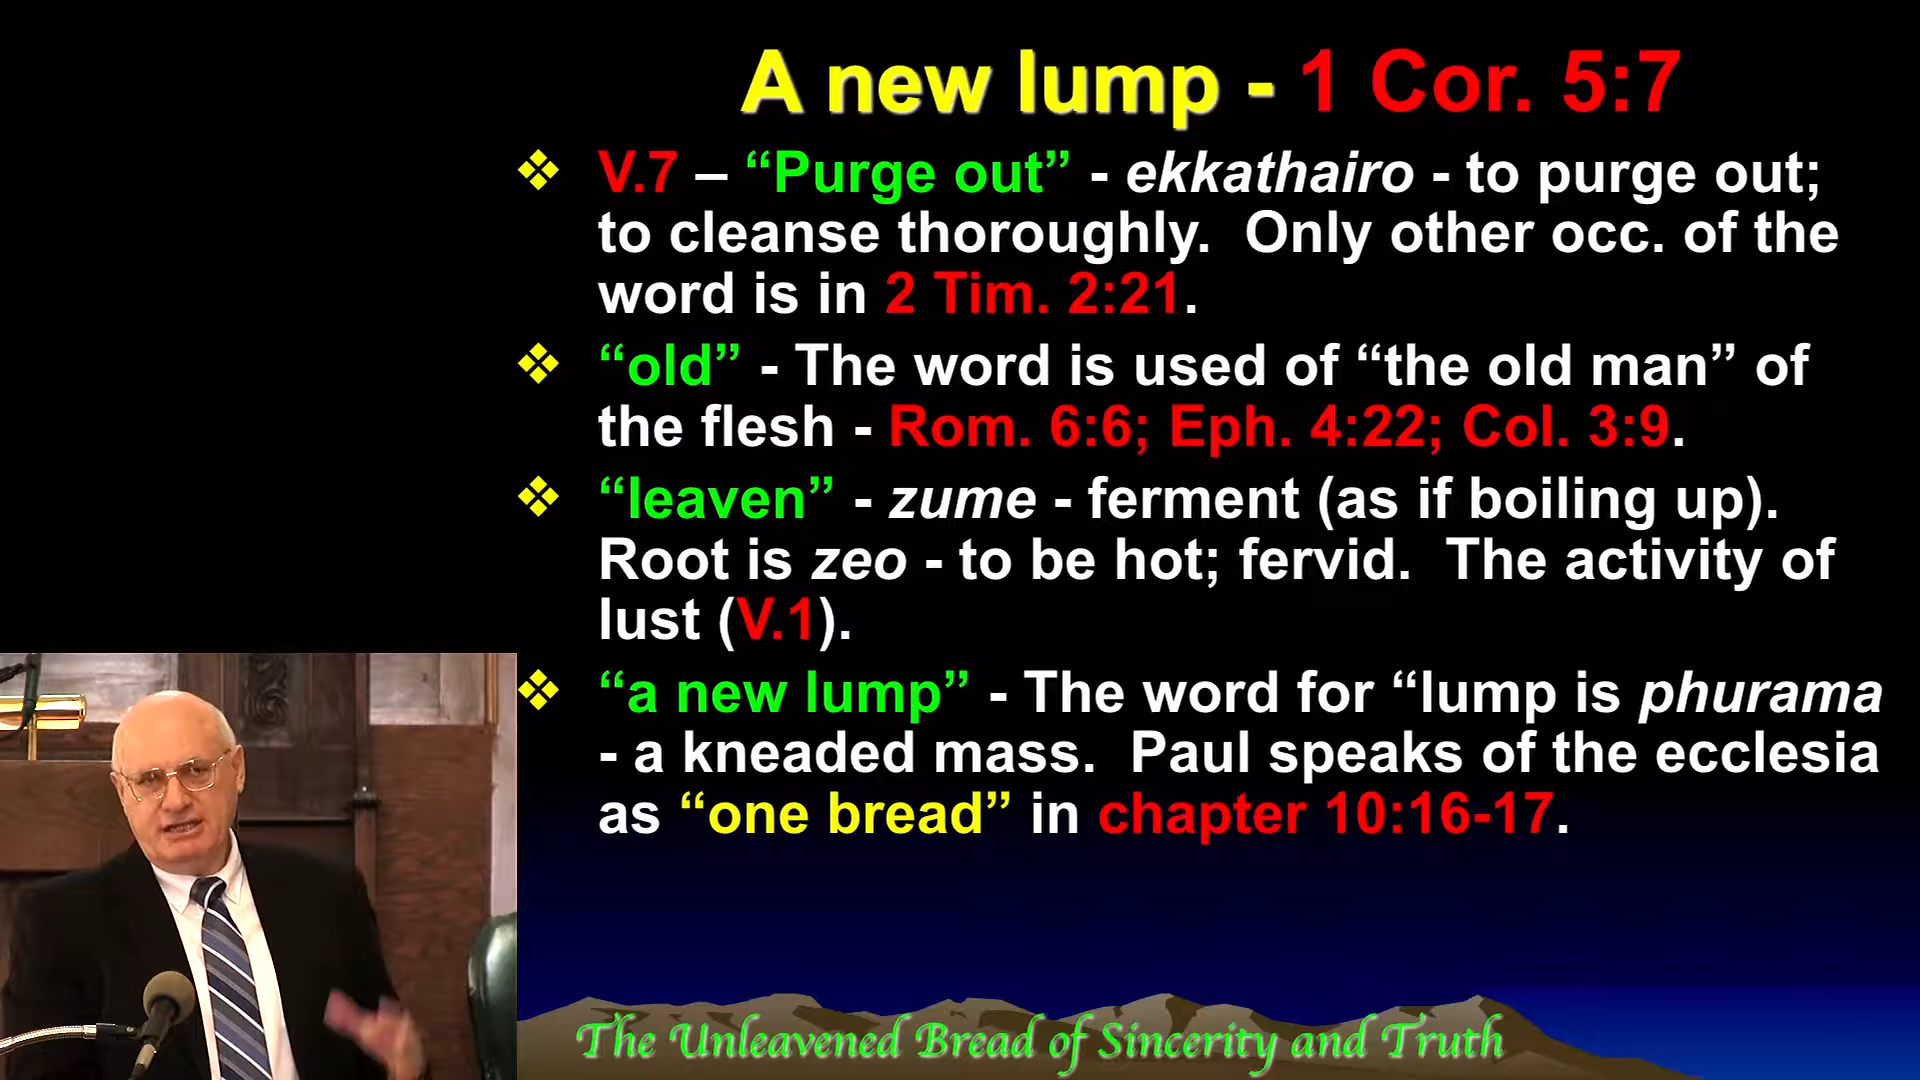 A new lump - 1 Cor. 5:7
❖ V.7 – “Purge out” - ekkathairo - to purge out;
to cleanse thoroughly. Only other occ. of the
word is in 2 Tim. 2:21.
❖ “old” - The word is used of “the old man” of
the flesh - Rom. 6:6; Eph. 4:22; Col. 3:9.
❖ “leaven” - zume - ferment (as if boiling up).
Root is zeo - to be hot; fervid. The activity of
lust (V.1).
❖ “a new lump” - The word for “lump is phurama
- a kneaded mass. Paul speaks of the ecclesia
as “one bread” in chapter 10:16-17.
The Unleavened Bread of Sincerity and Truth